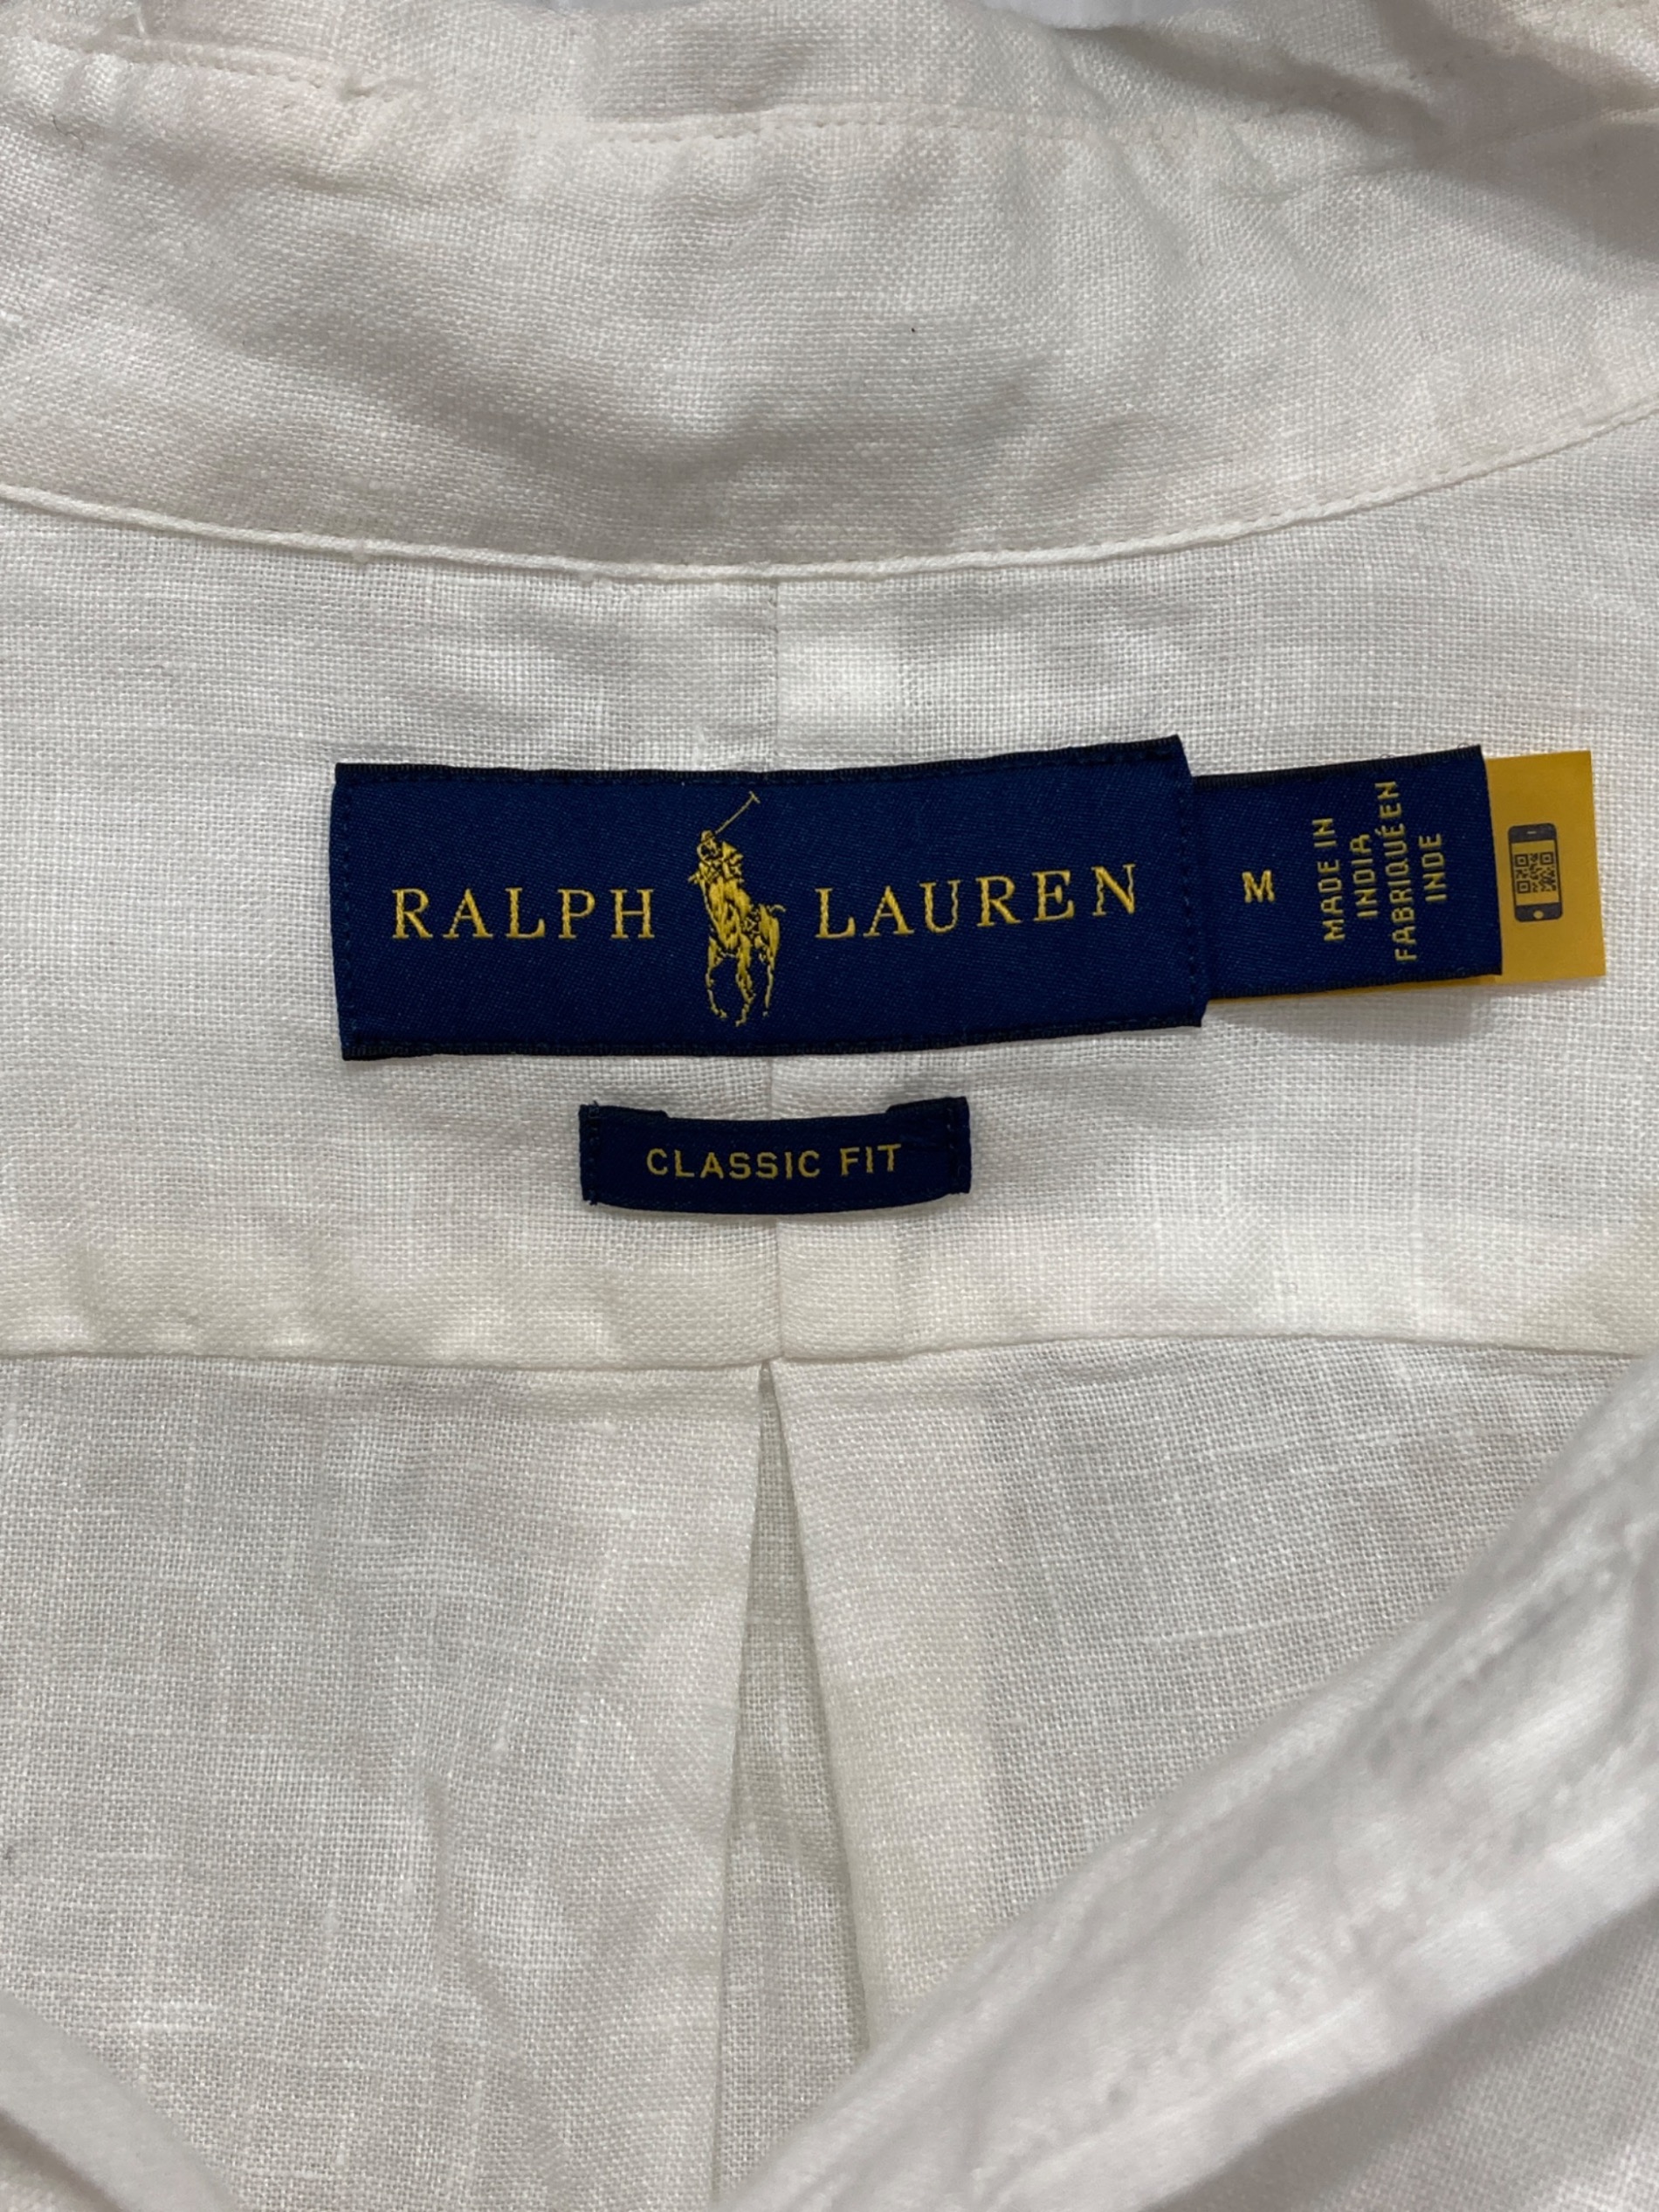 RALPH LAUREN
M
MADE IN
INDIA
FABRIQUÉ EN
INDE
CLASSIC FIT